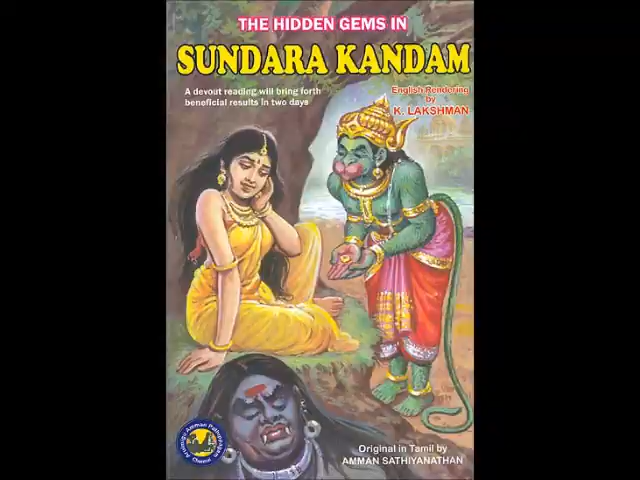 THE HIDDEN GEMS IN
SUNDARA KANDAM
A devout reading will bring forth
beneficial results in two days
English Rendering
by
K. LAKSHMAN
Original in Tamil by
AMMAN SATHIYANATHAN
Chennai